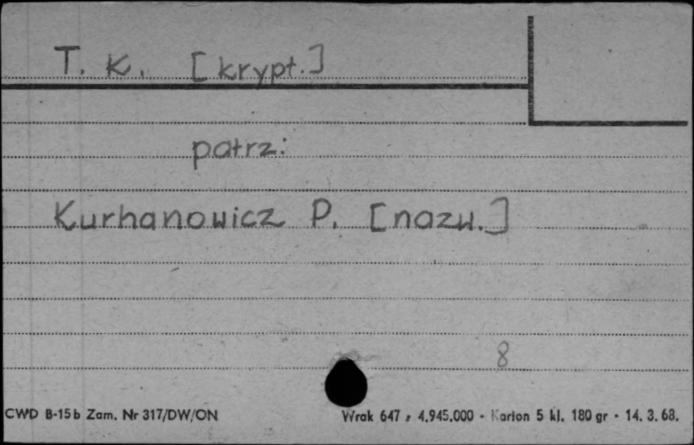 T. K. [krypt.]
patrz:
Kurhanowicz P. [nazw.]
8
CWD B-15b Zam. Nr 317/DW/ON Wrak 647 z 4.945.000 - Karton 5 kl. 180 gr - 14. 3. 68.